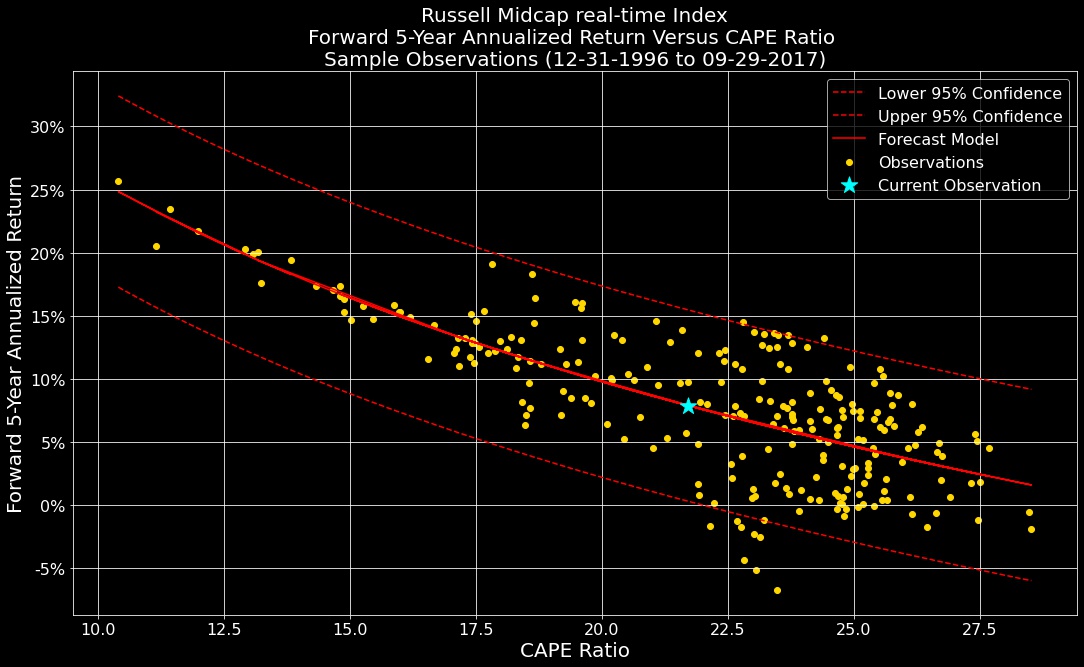 Russell Midcap real-time Index
Forward 5-Year Annualized Return Versus CAPE Ratio
Sample Observations (12-31-1996 to 09-29-2017)
Lower 95% Confidence
Upper 95% Confidence
Forecast Model
Observations
Current Observation
Forward 5-Year Annualized Return
30%
25%
20%
15%
10%
5%
0%
-5%
10.0 12.5 15.0 17.5 20.0 22.5 25.0 27.5
CAPE Ratio